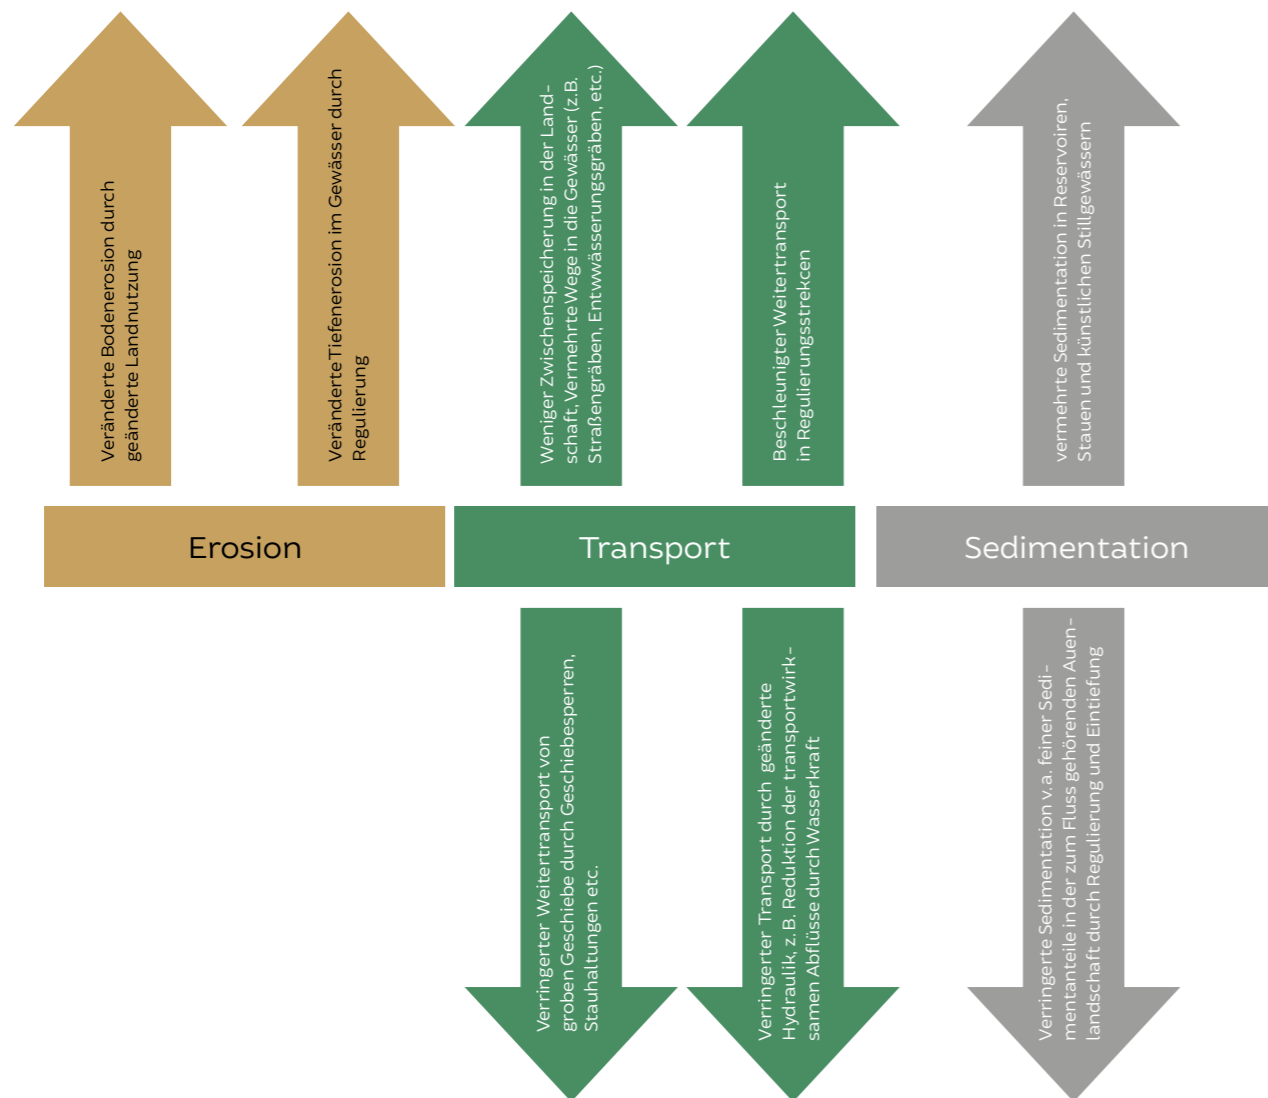 Veränderte Bodenerosion durch
geänderte Landnutzung
Veränderte Tiefenerosion im Gewässer durch
Regulierung
Weniger Zwischenspeicherung in der Land-
schaft, Vermehrte Wege in die Gewässer (z.B.
Straßengräben, Entwwässerungsgräben, etc.)
Beschleunigter Weitertransport
in Regulierungsstrekcen
vermehrte Sedimentation in Reservoiren,
Stauen und künstlichen Stillgewässern
Erosion
Transport
Sedimentation
Verringerter Weitertransport von
groben Geschiebe durch Geschiebesperren,
Stauhaltungen etc.
Verringerter Transport durch geänderte
Hydraulik, z. B. Reduktion der transportwirk-
samen Abflüsse durch Wasserkraft
Verringerte Sedimentation v. a. feiner Sedi-
mentanteile in der zum Fluss gehörenden Auen-
landschaft durch Regulierung und Eintiefung